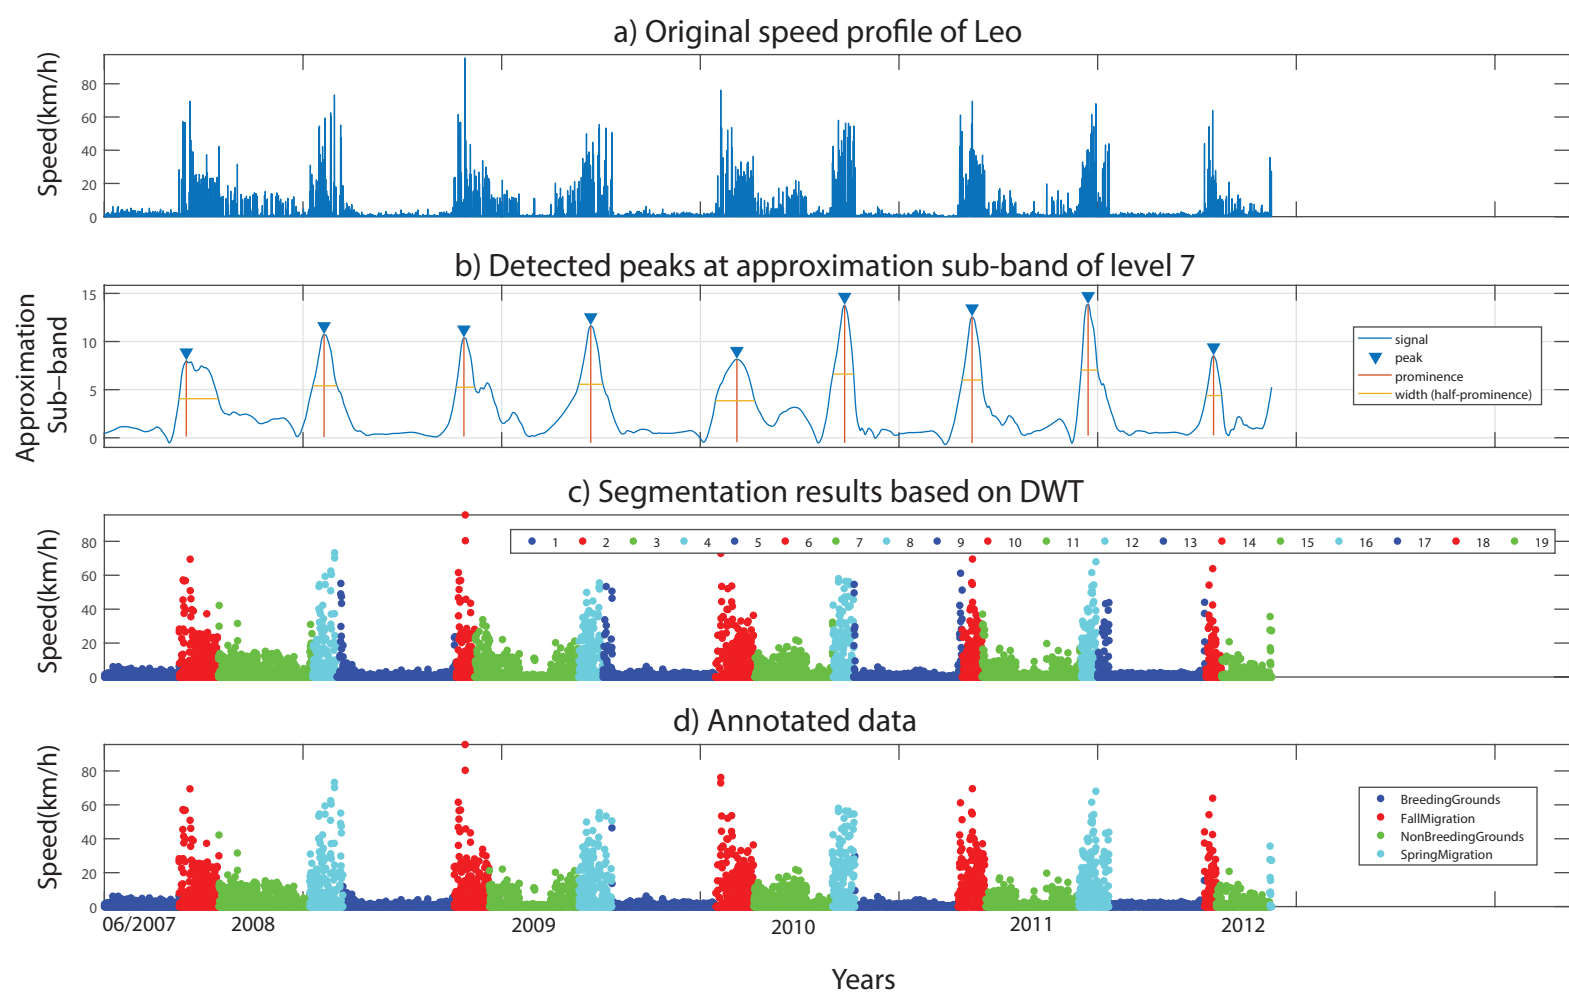 a) Original speed profile of Leo
Speed(km/h)
80
60
40
20
0
b) Detected peaks at approximation sub-band of level 7
Approximation
Sub−band
15
10
5
0
signal
peak
prominence
width (half-prominence)
c) Segmentation results based on DWT
Speed(km/h)
80
60
40
20
0
1 2 3 4 5 6 7 8 9 10 11 12 13 14 15 16 17 18 19
d) Annotated data
Speed(km/h)
80
60
40
20
0
BreedingGrounds
FallMigration
NonBreedingGrounds
SpringMigration
06/2007 2008 2009 2010 2011 2012
Years